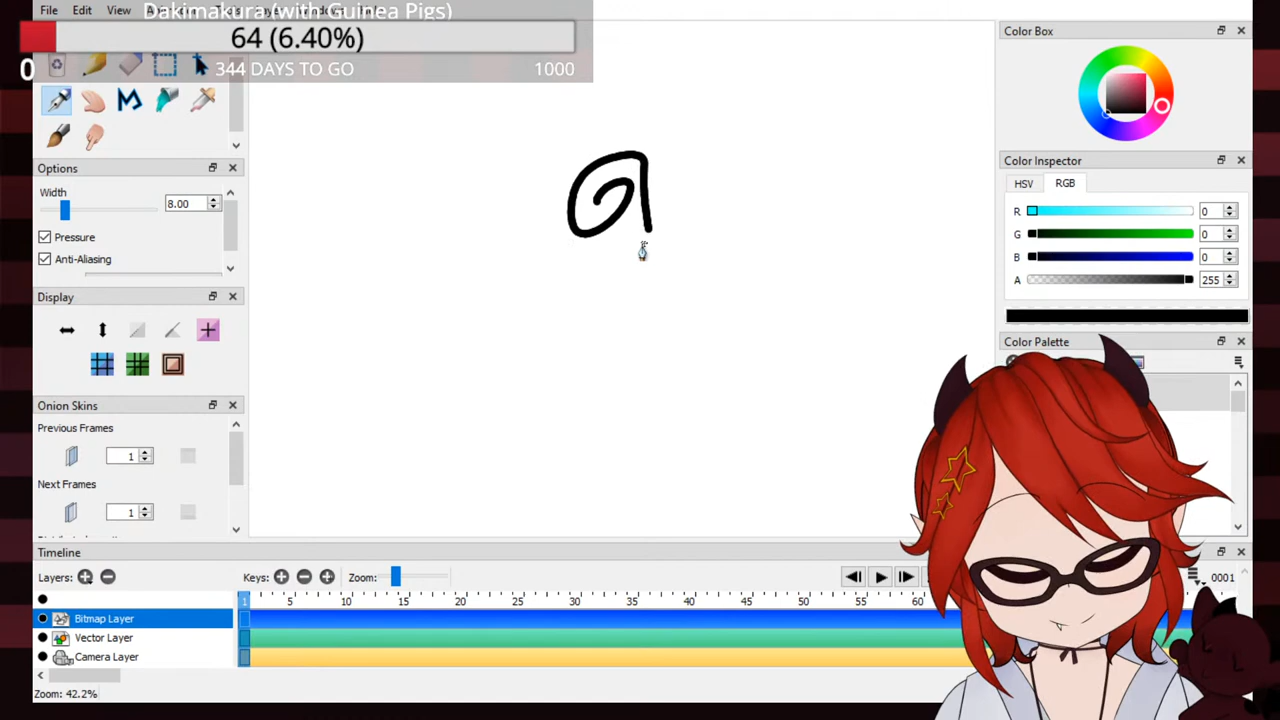 Dakimakura (with Guinea Pigs)
File Edit View
64 (6.40%)
0 344 DAYS TO GO 1000
Color Box
Options
Width
8.00
Pressure
Anti-Aliasing
Color Inspector
HSV RGB
R 0
G 0
B 0
A 255
Display
Color Palette
Onion Skins
Previous Frames
1
Next Frames
1
Timeline
Layers: Keys: Zoom: 0001
1 5 10 15 20 25 30 35 40 45 50 55 60
Bitmap Layer
Vector Layer
Camera Layer
Zoom: 42.2%